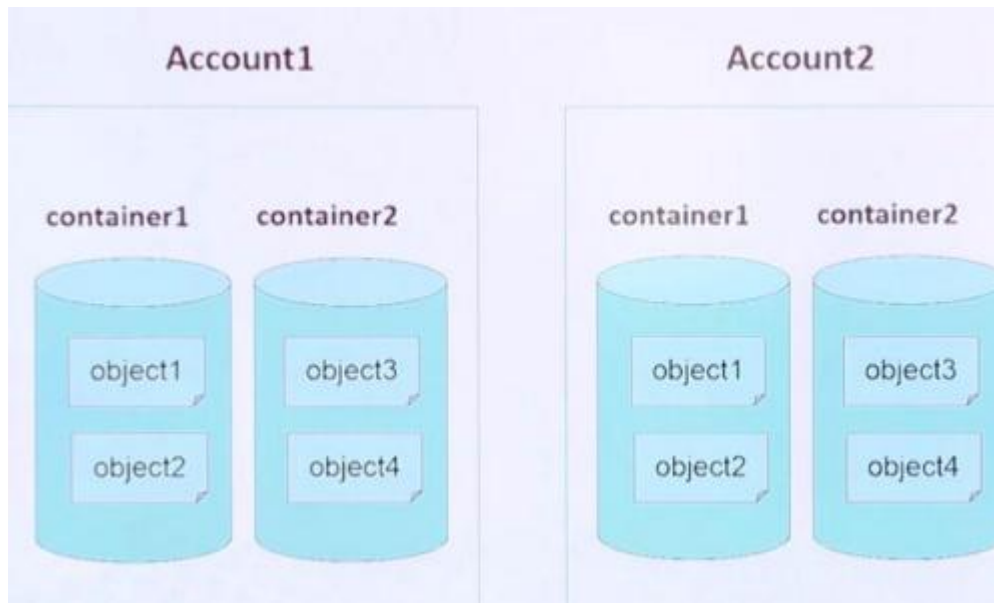 Account1
Account2
container1
container2
container1
container2
object1
object3
object1
object3
object2
object4
object2
object4